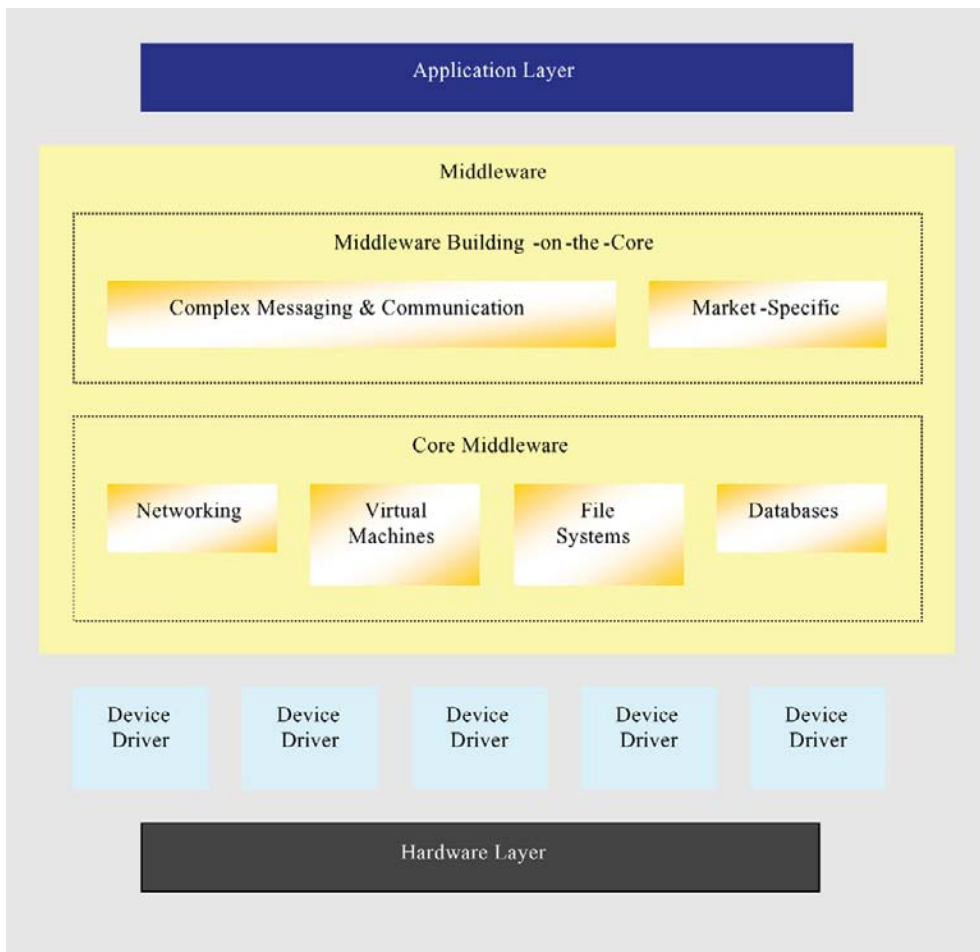 Application Layer
Middleware
Middleware Building -on -the -Core
Complex Messaging & Communication
Market -Specific
Core Middleware
Networking
Virtual
Machines
File
Systems
Databases
Device
Driver
Device
Driver
Device
Driver
Device
Driver
Device
Driver
Hardware Layer